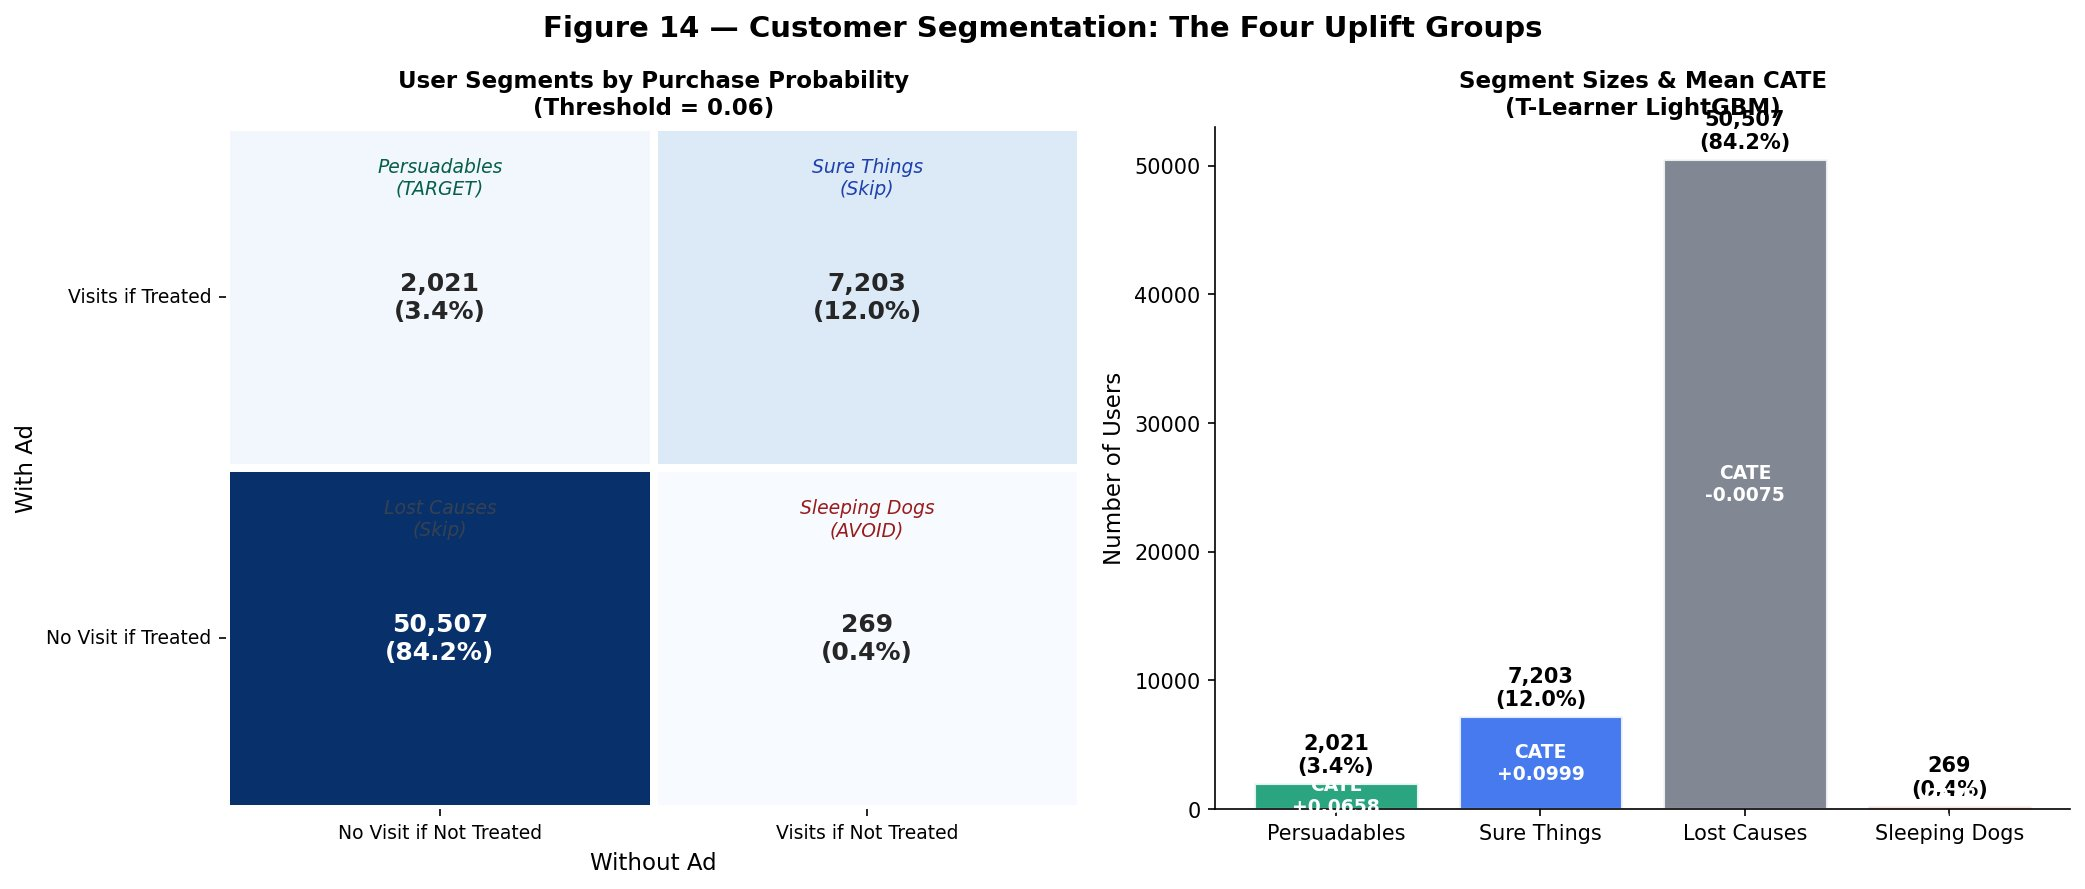 Figure 14 — Customer Segmentation: The Four Uplift Groups
User Segments by Purchase Probability
(Threshold = 0.06)
With Ad
Visits if Treated
No Visit if Treated
Persuadables
(TARGET)
2,021
(3.4%)
Sure Things
(Skip)
7,203
(12.0%)
Lost Causes
(Skip)
50,507
(84.2%)
Sleeping Dogs
(AVOID)
269
(0.4%)
No Visit if Not Treated
Visits if Not Treated
Without Ad
Segment Sizes & Mean CATE
(T-Learner LightGBM)
Number of Users
50000
40000
30000
20000
10000
0
2,021
(3.4%)
CATE
+0.0658
7,203
(12.0%)
CATE
+0.0999
50,507
(84.2%)
CATE
-0.0075
269
(0.4%)
Persuadables
Sure Things
Lost Causes
Sleeping Dogs